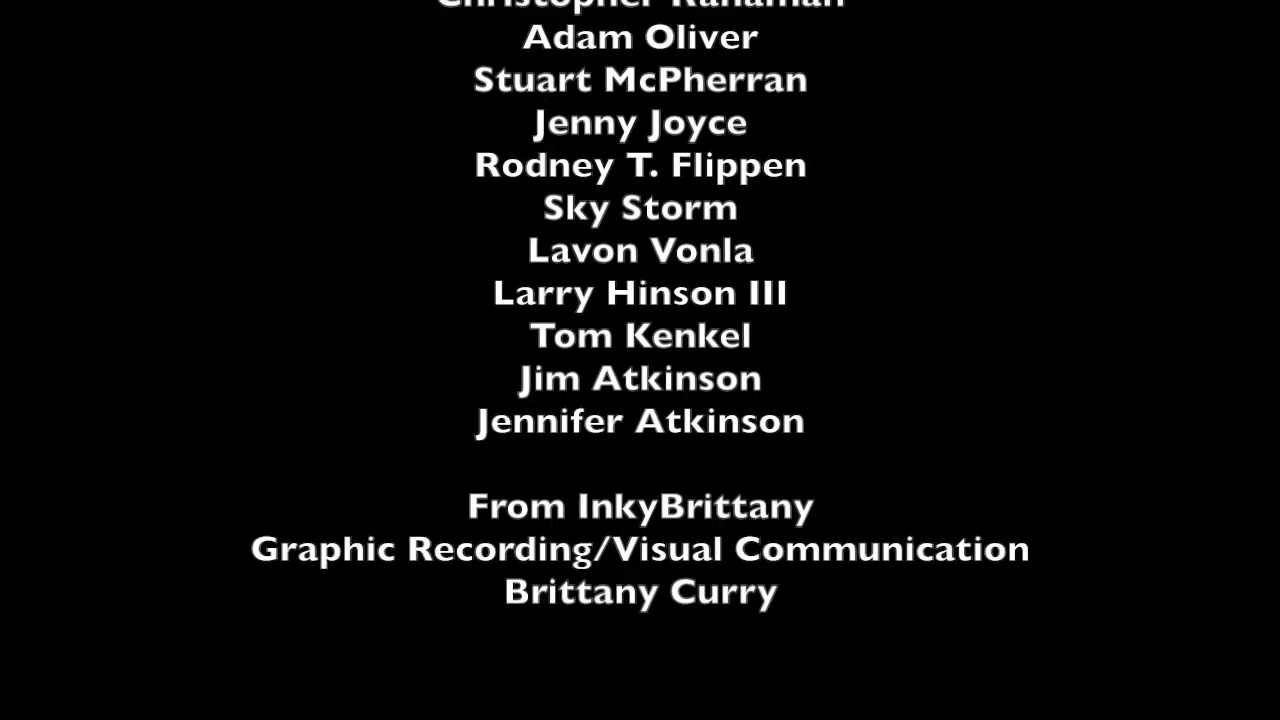 Christopher
Adam Oliver
Stuart McPherran
Jenny Joyce
Rodney T. Flippen
Sky Storm
Lavon Vonla
Larry Hinson III
Tom Kenkel
Jim Atkinson
Jennifer Atkinson
From InkyBrittany
Graphic Recording/Visual Communication
Brittany Curry